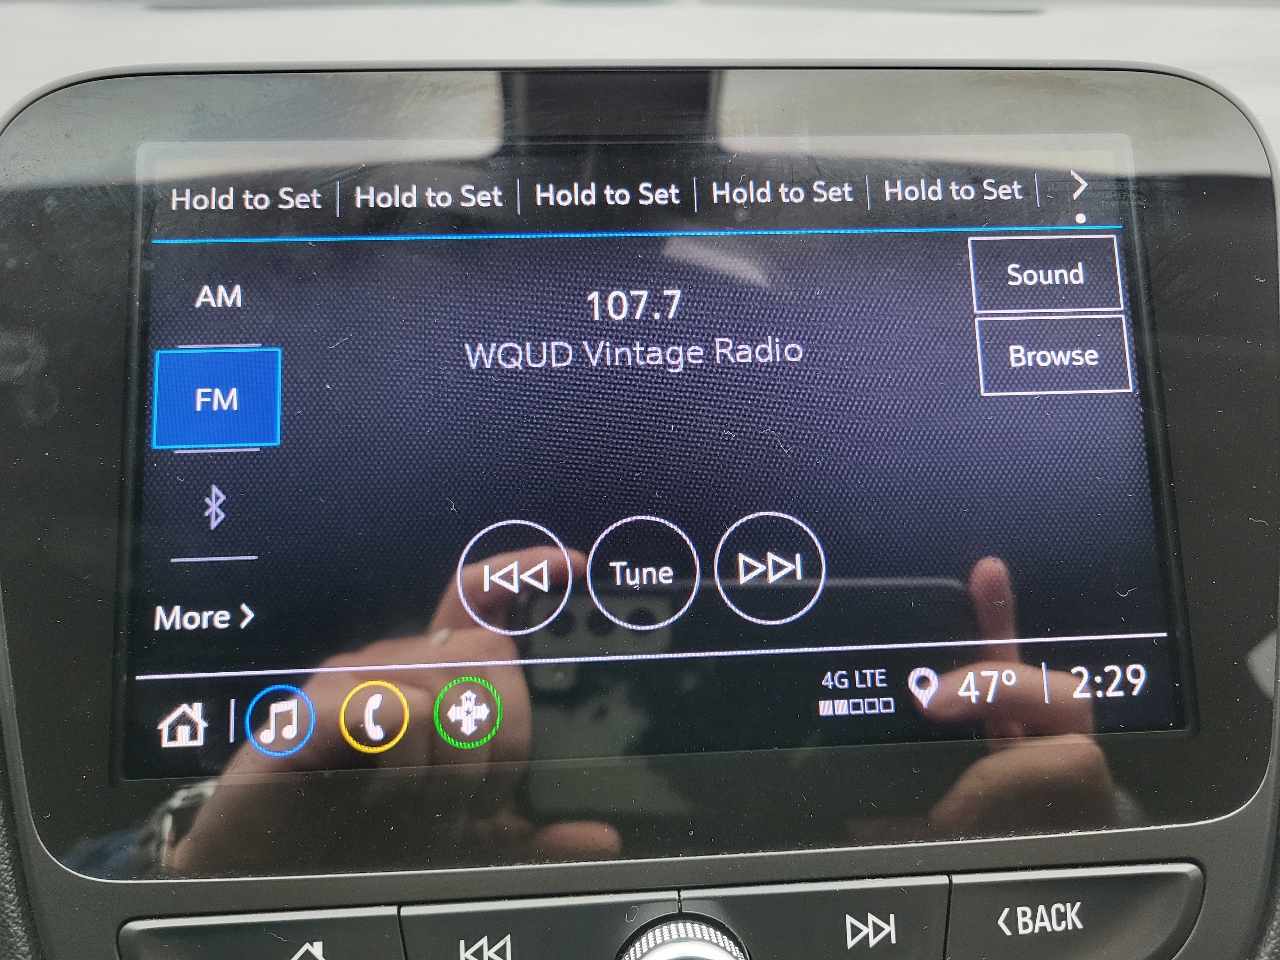 Hold to Set Hold to Set Hold to Set Hold to Set Hold to Set
Sound
AM
107.7
WQUD Vintage Radio
Browse
FM
Tune
More
4G LTE
47° 2:29
BACK